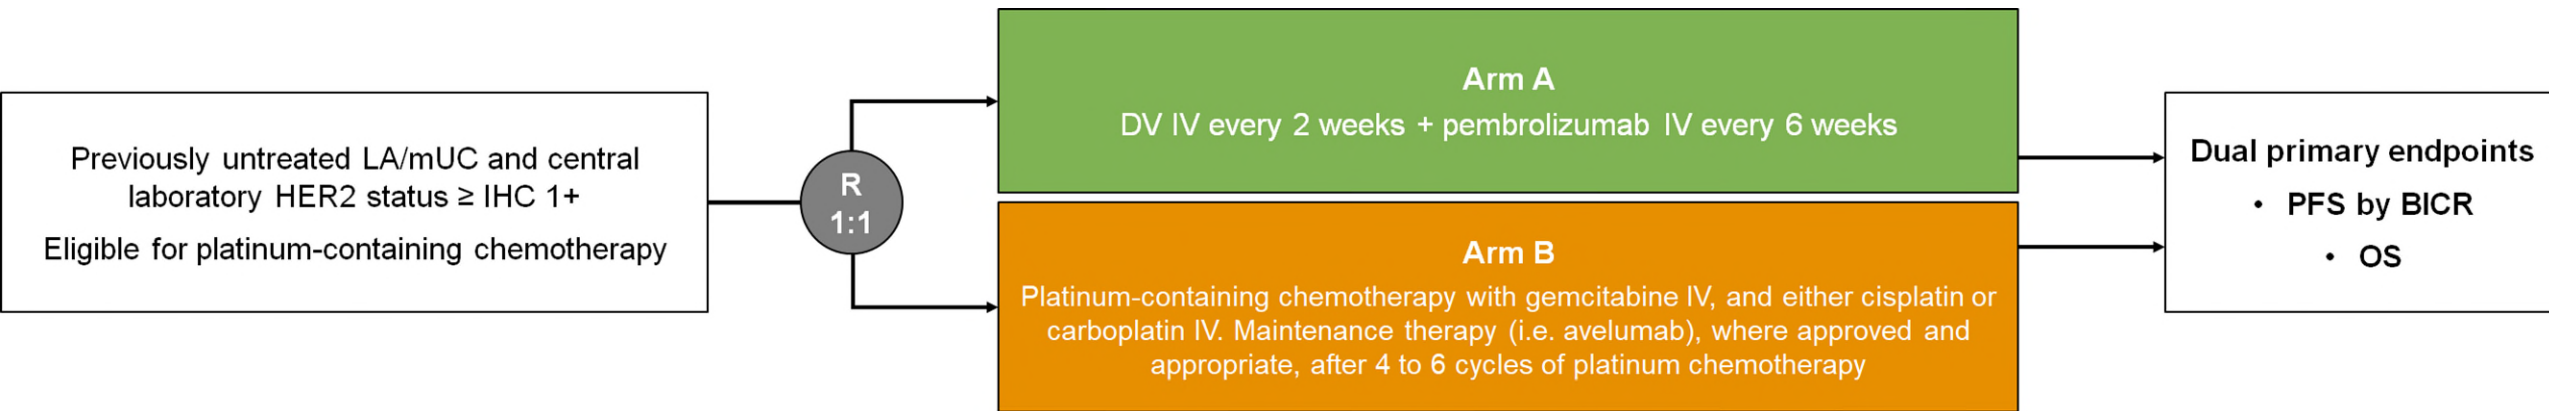 Previously untreated LA/mUC and central
laboratory HER2 status ≥ IHC 1+
Eligible for platinum-containing chemotherapy
R
1:1
Arm A
DV IV every 2 weeks + pembrolizumab IV every 6 weeks
Arm B
Platinum-containing chemotherapy with gemcitabine IV, and either cisplatin or
carboplatin IV. Maintenance therapy (i.e. avelumab), where approved and
appropriate, after 4 to 6 cycles of platinum chemotherapy
Dual primary endpoints
• PFS by BICR
• OS